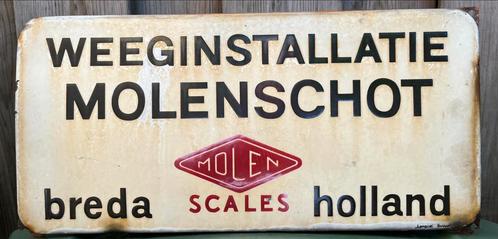 WEEGINSTALLATIE
MOLENSCHOT
MOLEN
breda SCALES holland